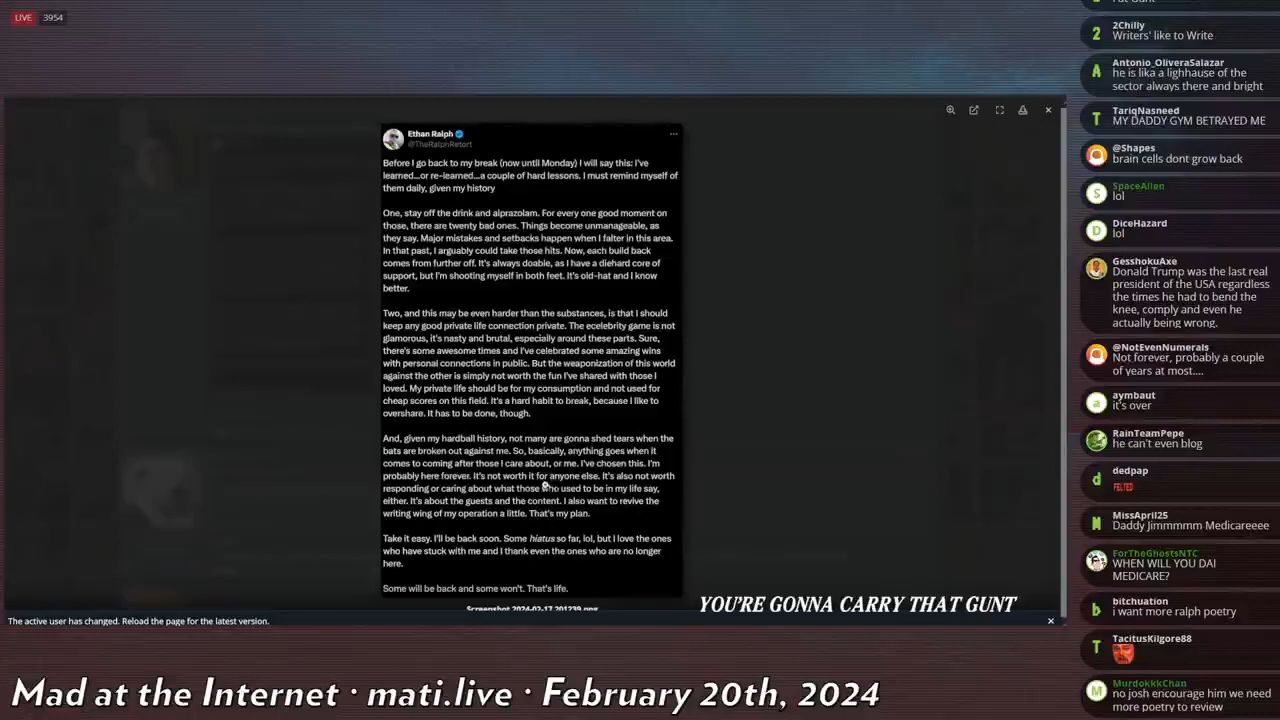 LIVE 3954
Ethan Ralph
@TheRalphRetort
Before I go back to my break (now until Monday) I will say this: I've
learned...or re-learned...a couple of hard lessons. I must remind myself of
them daily, given my history
One, stay off the drink and alprazolam. For every one good moment on
those, there are twenty bad ones. Things become unmanageable, as
they say. Major mistakes and setbacks happen when I falter in this area.
In that past, I arguably could take those hits. Now, each build back
comes from further off. It's always doable, as I have a diehard core of
support, but I'm shooting myself in both feet. It's old-hat and I know
better.
Two, and this may be even harder than the substances, is that I should
keep any good private life connection private. The ecelebrity game is not
glamorous, it's nasty and brutal, especially around these parts. Sure,
there's some awesome times and I've celebrated some amazing wins
with personal connections in public. But the weaponization of this world
against the other is simply not worth the fun I've shared with those I
loved. My private life should be for my consumption and not used for
cheap scores on this field. It's a hard habit to break, because I like to
overshare. It has to be done, though.
And, given my hardball history, not many are gonna shed tears when the
bats are broken out against me. So, basically, anything goes when it
comes to coming after those I care about, or me. I've chosen this. I'm
probably here forever. It's not worth it for anyone else. It's also not worth
responding or caring about what those who used to be in my life say,
either. It's about the guests and the content. I also want to revive the
writing wing of my operation a little. That's my plan.
Take it easy. I'll be back soon. Some hiatus so far, lol, but I love the ones
who have stuck with me and I thank even the ones who are no longer
here.
Some will be back and some won't. That's life.
Screenshot 2024-02-17 201239.png
YOU'RE GONNA CARRY THAT GUNT
The active user has changed. Reload the page for the latest version.
Mad at the Internet · mati.live · February 20th, 2024
2
2Chilly
Writers' like to Write
A
Antonio_OliveraSalazar
he is lika a lighhause of the
sector always there and bright
T
TariqNasneed
MY DADDY GYM BETRAYED ME
@Shapes
brain cells dont grow back
S
SpaceAllen
lol
D
DiceHazard
lol
GesshokuAxe
Donald Trump was the last real
president of the USA regardless
the times he had to bend the
knee, comply and even he
actually being wrong.
@NotEvenNumerals
Not forever, probably a couple
of years at most....
a
aymbaut
it's over
RainTeamPepe
he can't even blog
d
dedpap
FELTED
MissApril25
Daddy Jimmmmm Medicareeee
ForTheGhostsNTC
WHEN WILL YOU DAI
MEDICARE?
b
bitchuation
i want more ralph poetry
T
TacitusKilgore88
M
MurdokkkChan
no josh encourage him we need
more poetry to review